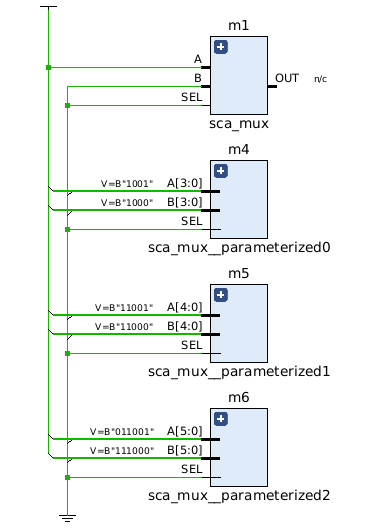 m1
A
B
SEL
OUT n/c
sca_mux
m4
V=B"1001" A[3:0]
V=B"1000" B[3:0]
SEL
sca_mux__parameterized0
m5
V=B"11001" A[4:0]
V=B"11000" B[4:0]
SEL
sca_mux__parameterized1
m6
V=B"011001" A[5:0]
V=B"111000" B[5:0]
SEL
sca_mux__parameterized2